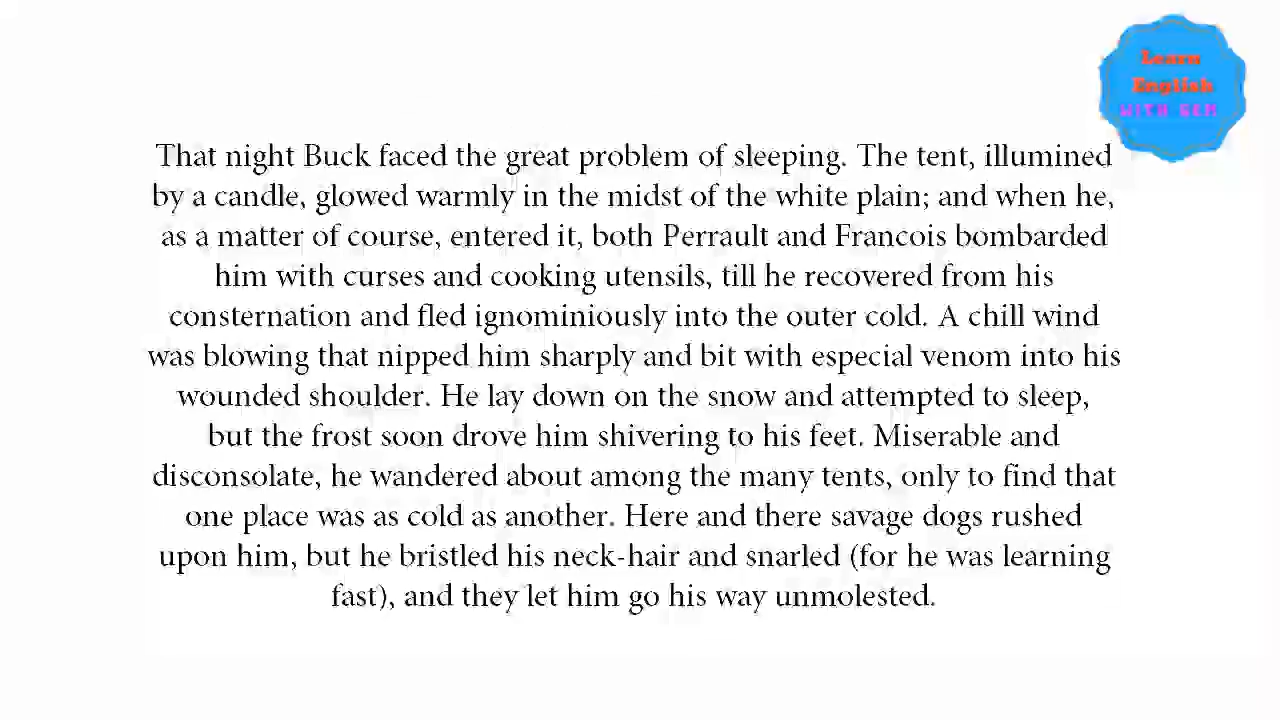 Learn
English
WITH GEM
That night Buck faced the great problem of sleeping. The tent, illumined
by a candle, glowed warmly in the midst of the white plain; and when he,
as a matter of course, entered it, both Perrault and Francois bombarded
him with curses and cooking utensils, till he recovered from his
consternation and fled ignominiously into the outer cold. A chill wind
was blowing that nipped him sharply and bit with especial venom into his
wounded shoulder. He lay down on the snow and attempted to sleep,
but the frost soon drove him shivering to his feet. Miserable and
disconsolate, he wandered about among the many tents, only to find that
one place was as cold as another. Here and there savage dogs rushed
upon him, but he bristled his neck-hair and snarled (for he was learning
fast), and they let him go his way unmolested.